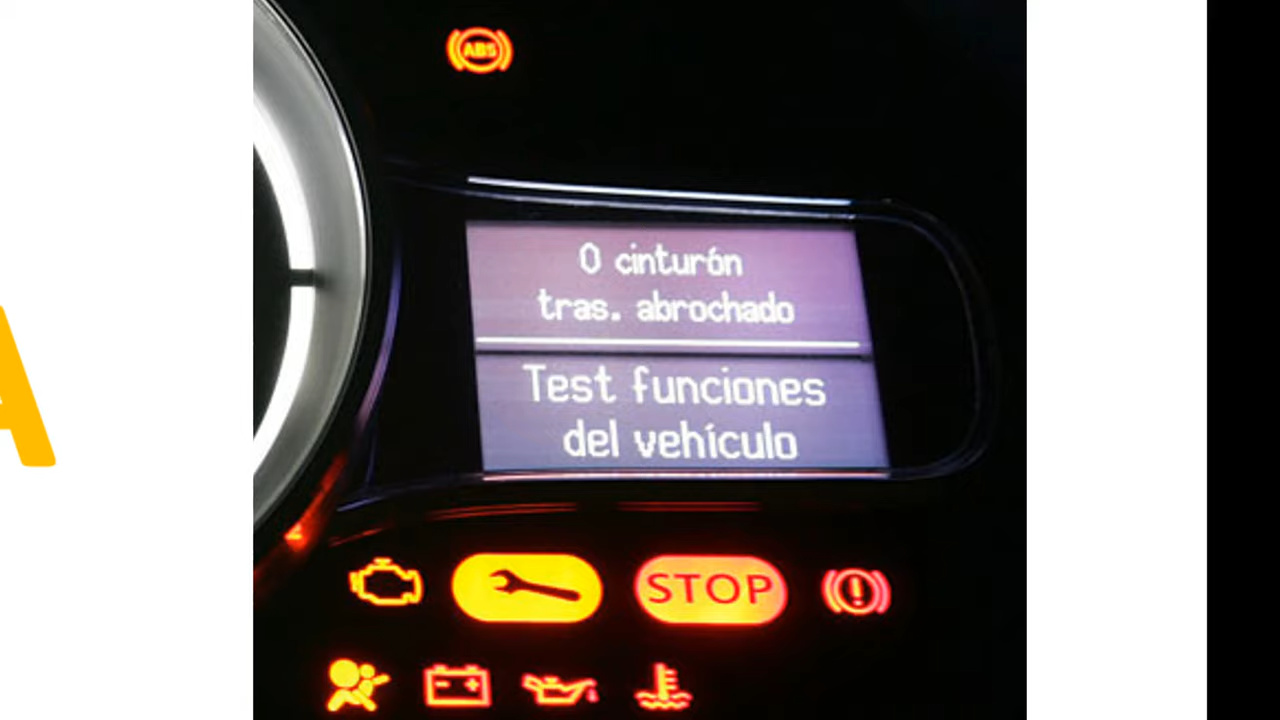 ABS
0 cinturón
tras. abrochado
Test funciones
del vehículo
STOP
A